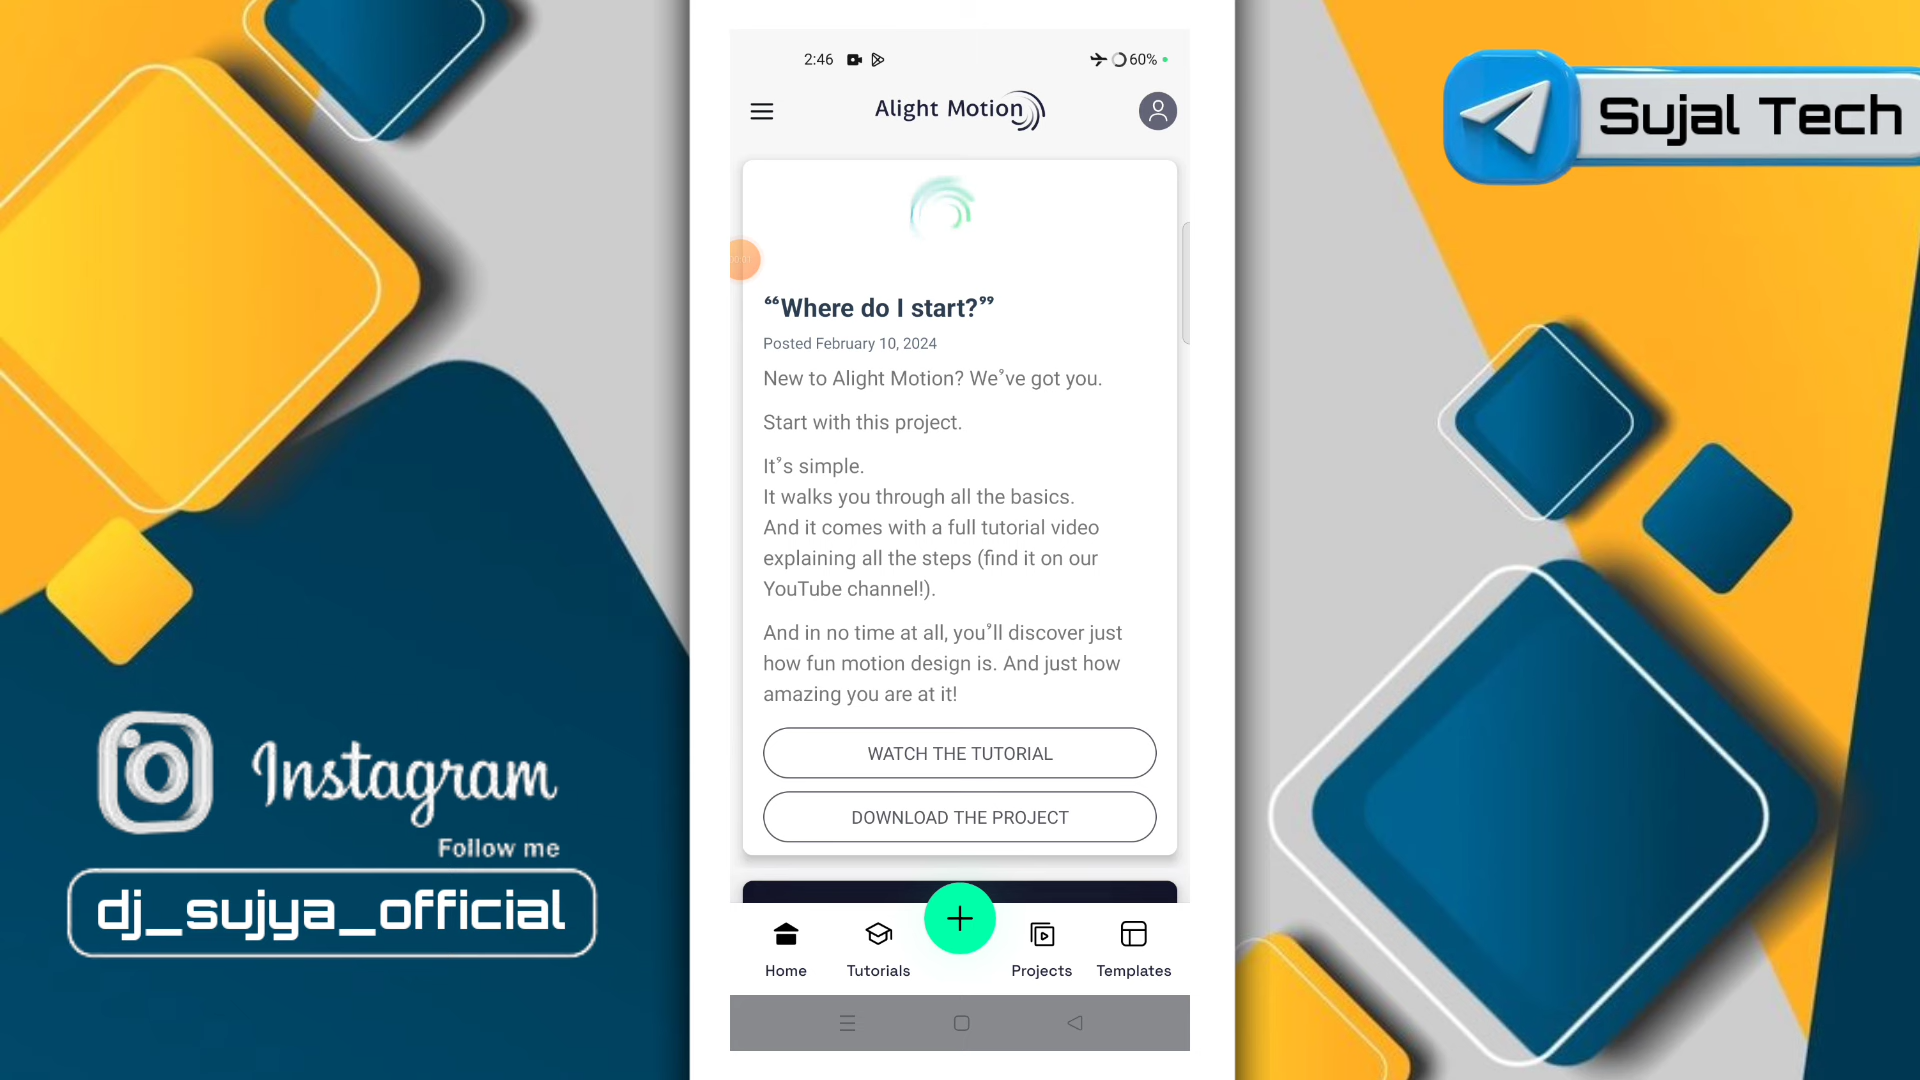 2:46
60%
Alight Motion
“Where do I start?”
Posted February 10, 2024
New to Alight Motion? We’ve got you.
Start with this project.
It’s simple.
It walks you through all the basics.
And it comes with a full tutorial video
explaining all the steps (find it on our
YouTube channel!).
And in no time at all, you’ll discover just
how fun motion design is. And just how
amazing you are at it!
WATCH THE TUTORIAL
DOWNLOAD THE PROJECT
Home
Tutorials
Projects
Templates
Sujal Tech
Instagram
Follow me
dj_sujya_official